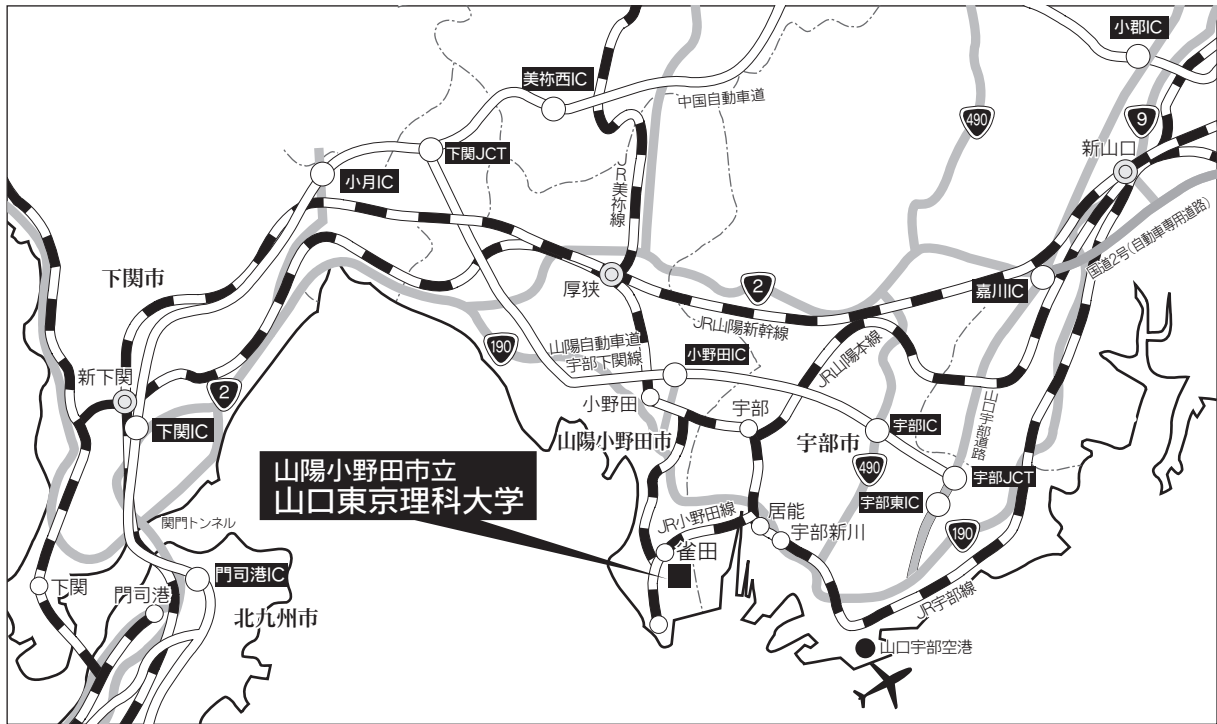 小郡IC
美祢西IC
中国自動車道
490
9
新山口
下関JCT
小月IC
JR美祢線
国道2号(自動車専用道路)
下関市
厚狭
2
嘉川IC
JR山陽新幹線
190
山陽自動車道
宇部下関線
小野田IC
JR山陽本線
新下関
2
小野田
宇部
山口宇部道路
下関IC
山陽小野田市
宇部市
宇部IC
山陽小野田市立
山口東京理科大学
490
宇部JCT
宇部東IC
関門トンネル
JR小野田線
居能
宇部新川
190
雀田
下関
門司港IC
門司港
北九州市
JR宇部線
山口宇部空港